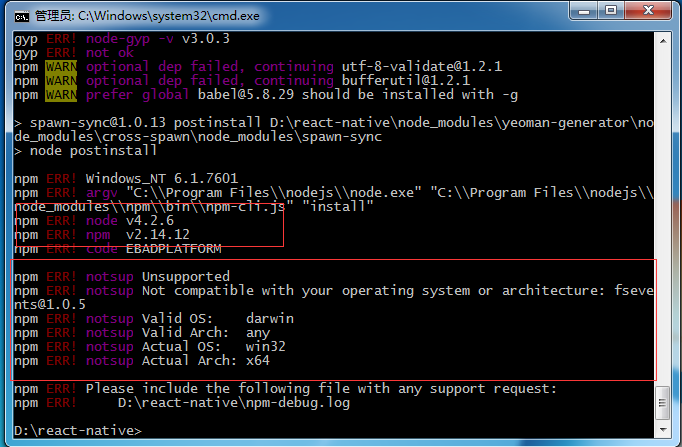 管理员: C:\Windows\system32\cmd.exe
gyp ERR! node-gyp -v v3.0.3
gyp ERR! not ok
npm WARN optional dep failed, continuing utf-8-validate@1.2.1
npm WARN optional dep failed, continuing bufferutil@1.2.1
npm WARN prefer global babel@5.8.29 should be installed with -g
> spawn-sync@1.0.13 postinstall D:\react-native\node_modules\yeoman-generator\no
de_modules\cross-spawn\node_modules\spawn-sync
> node postinstall
npm ERR! Windows_NT 6.1.7601
npm ERR! argv "C:\\Program Files\\nodejs\\node.exe" "C:\\Program Files\\nodejs\\
node_modules\\npm\\bin\\npm-cli.js" "install"
npm ERR! node v4.2.6
npm ERR! npm  v2.14.12
npm ERR! code EBADPLATFORM
npm ERR! notsup Unsupported
npm ERR! notsup Not compatible with your operating system or architecture: fseve
nts@1.0.5
npm ERR! notsup Valid OS:    darwin
npm ERR! notsup Valid Arch:  any
npm ERR! notsup Actual OS:   win32
npm ERR! notsup Actual Arch: x64
npm ERR! Please include the following file with any support request:
npm ERR!     D:\react-native\npm-debug.log
D:\react-native>